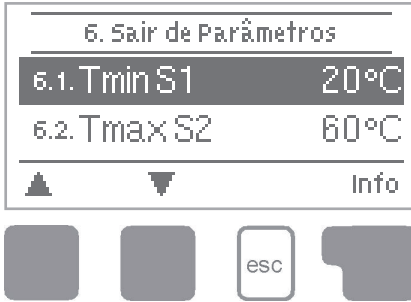 6. Sair de Parâmetros
6.1. Tmin S1 20°C
6.2. Tmax S2 60°C
Info
esc